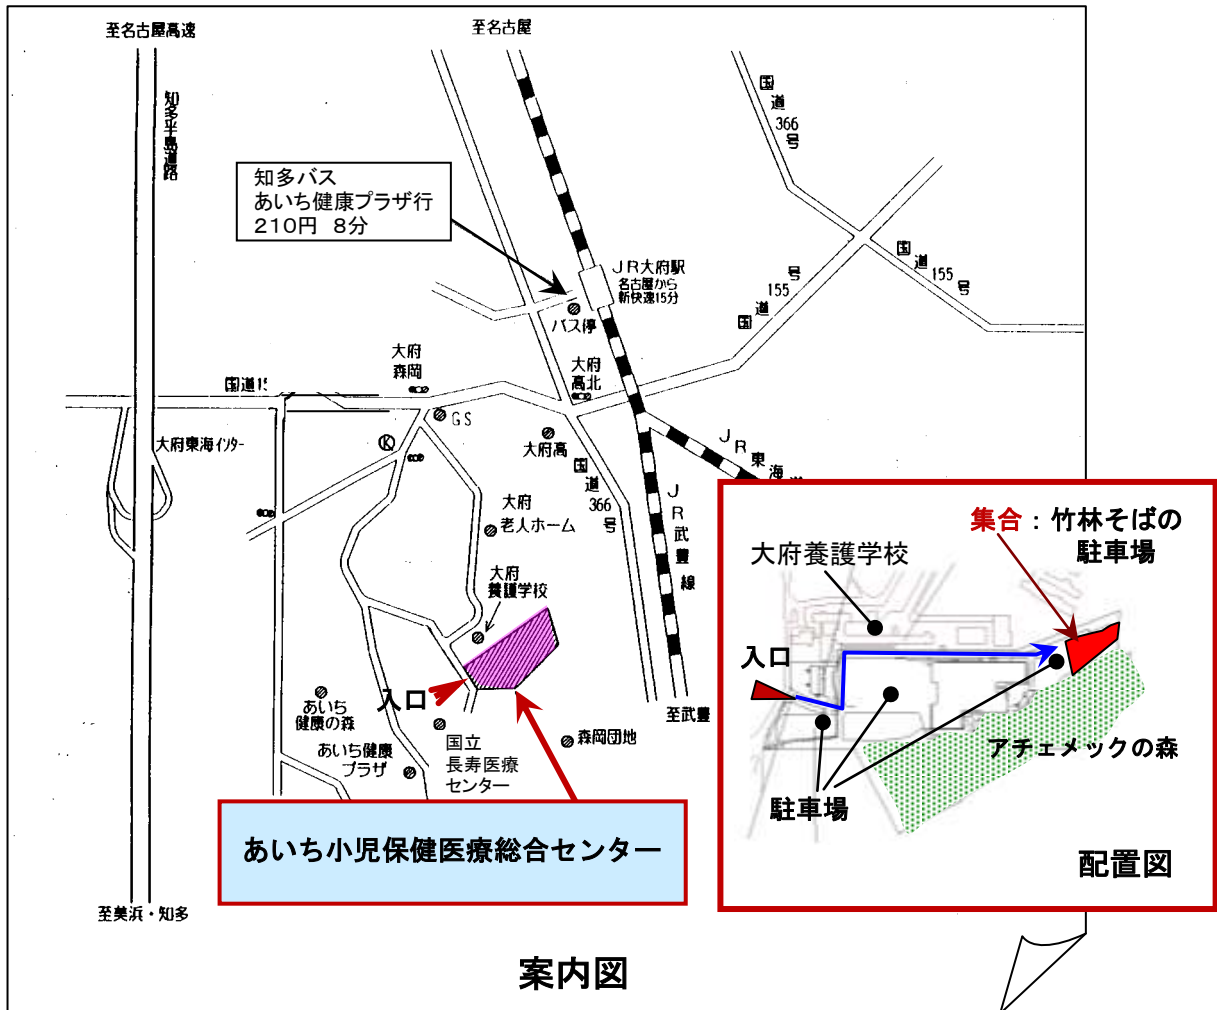 至名古屋高速
至名古屋
知多半島道路
国道366号
知多バス
あいち健康プラザ行
210円 8分
JR大府駅
名古屋から
新快速15分
バス停
国道155号
国道155号
大府
森岡
大府
高北
国道15
GS
K
大府高
大府東海インター
国道366号
JR東海道
JR武豊線
大府
老人ホーム
大府
養護学校
入口
あいち
健康の森
あいち健康
プラザ
国立
長寿医療
センター
森岡団地
至武豊
あいち小児保健医療総合センター
至美浜・知多
案内図
集合：竹林そばの
駐車場
大府養護学校
入口
アチェメックの森
駐車場
配置図